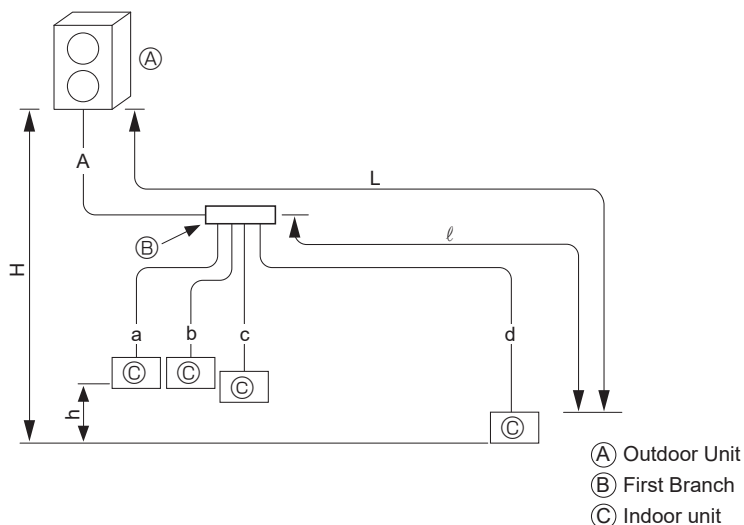 Ⓐ
A
L
Ⓑ
ℓ
H
a
b
c
d
Ⓒ
Ⓒ
Ⓒ
h
Ⓒ
Ⓐ Outdoor Unit
Ⓑ First Branch
Ⓒ Indoor unit